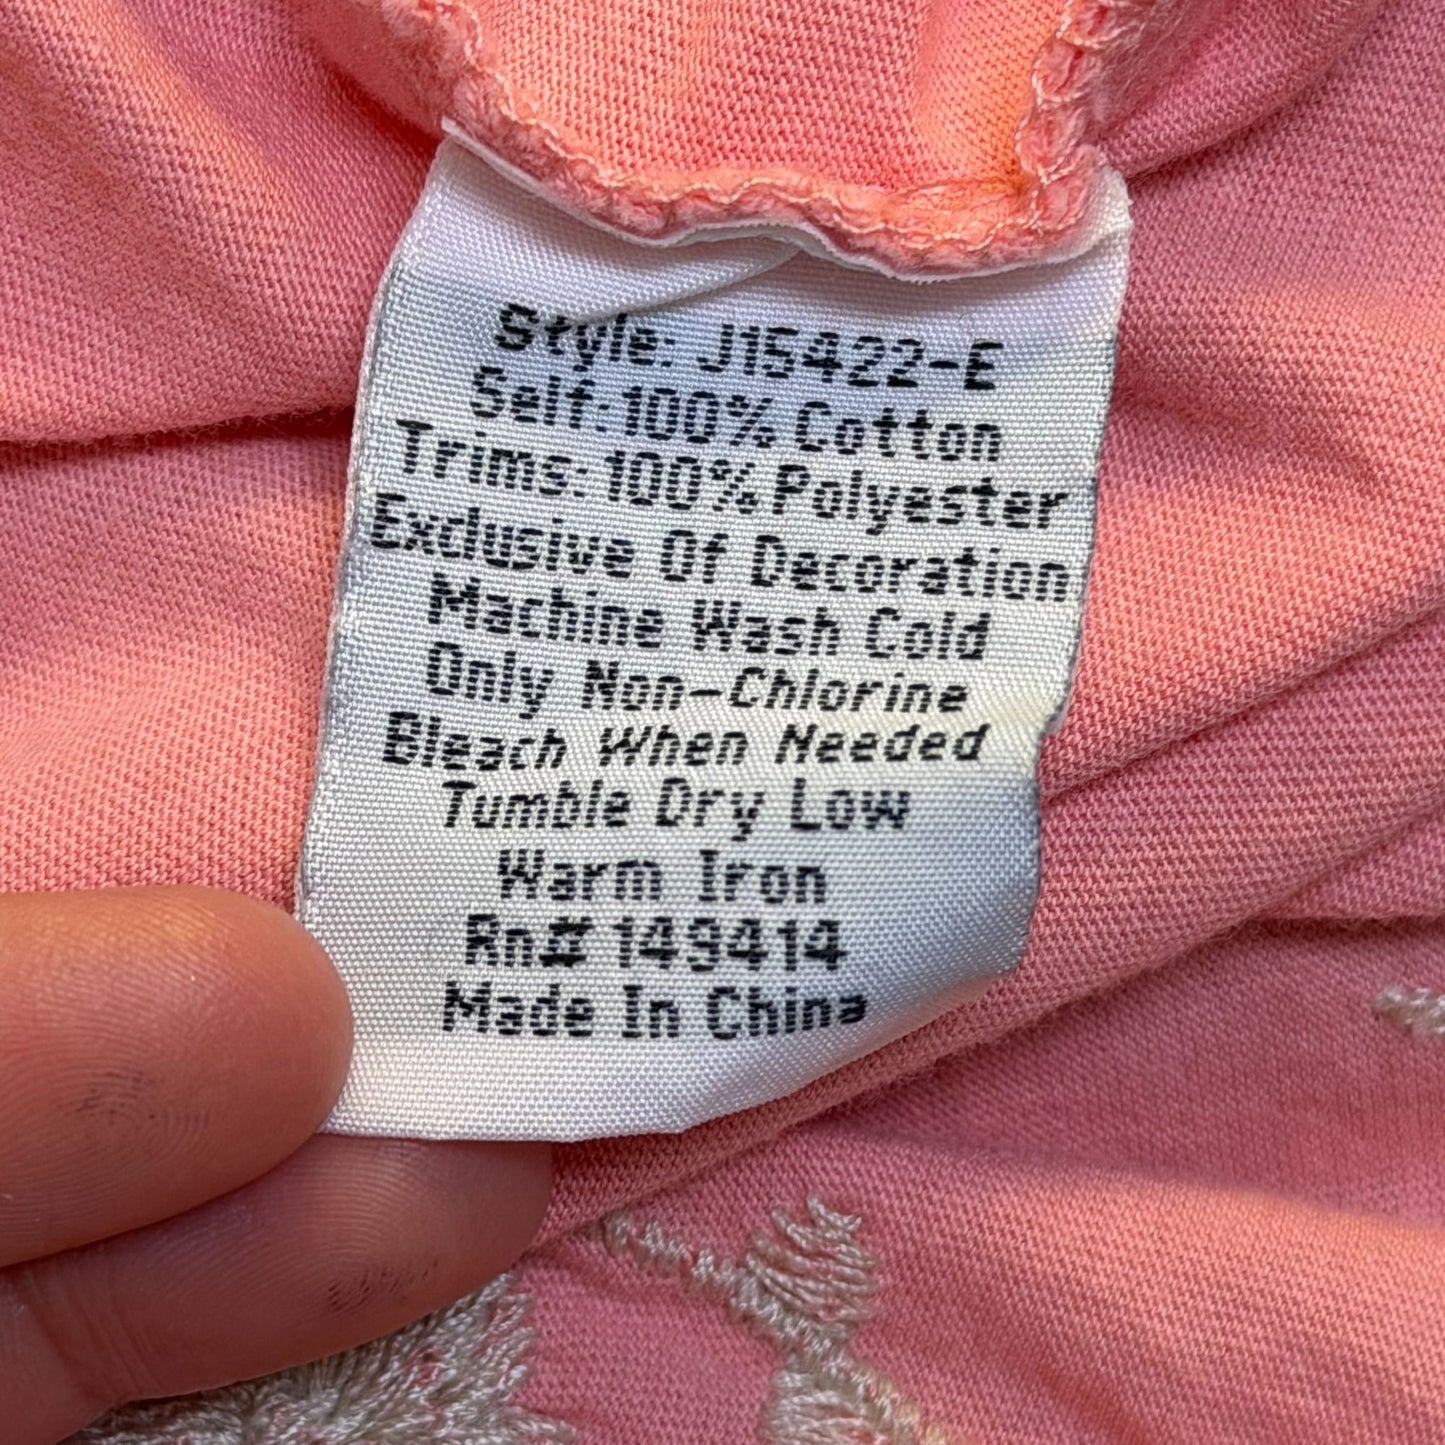 Style: J15422-E
Self: 100% Cotton
Trims: 100% Polyester
Exclusive Of Decoration
Machine Wash Cold
Only Non-Chlorine
Bleach When Needed
Tumble Dry Low
Warm Iron
Rn# 149414
Made In China